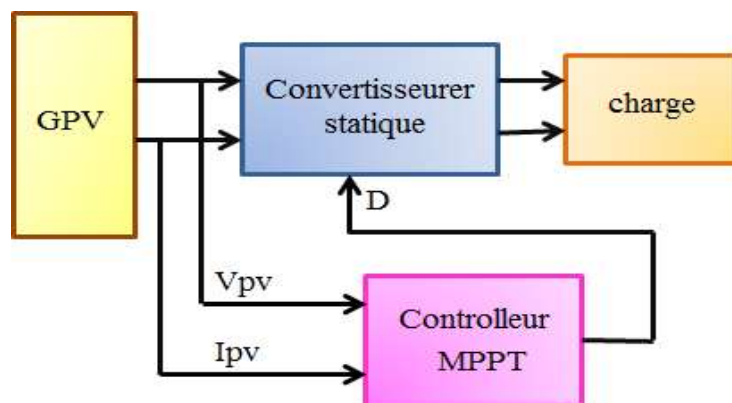 GPV
Convertisseurer
statique
charge
D
Vpv
Ipv
Controlleur
MPPT